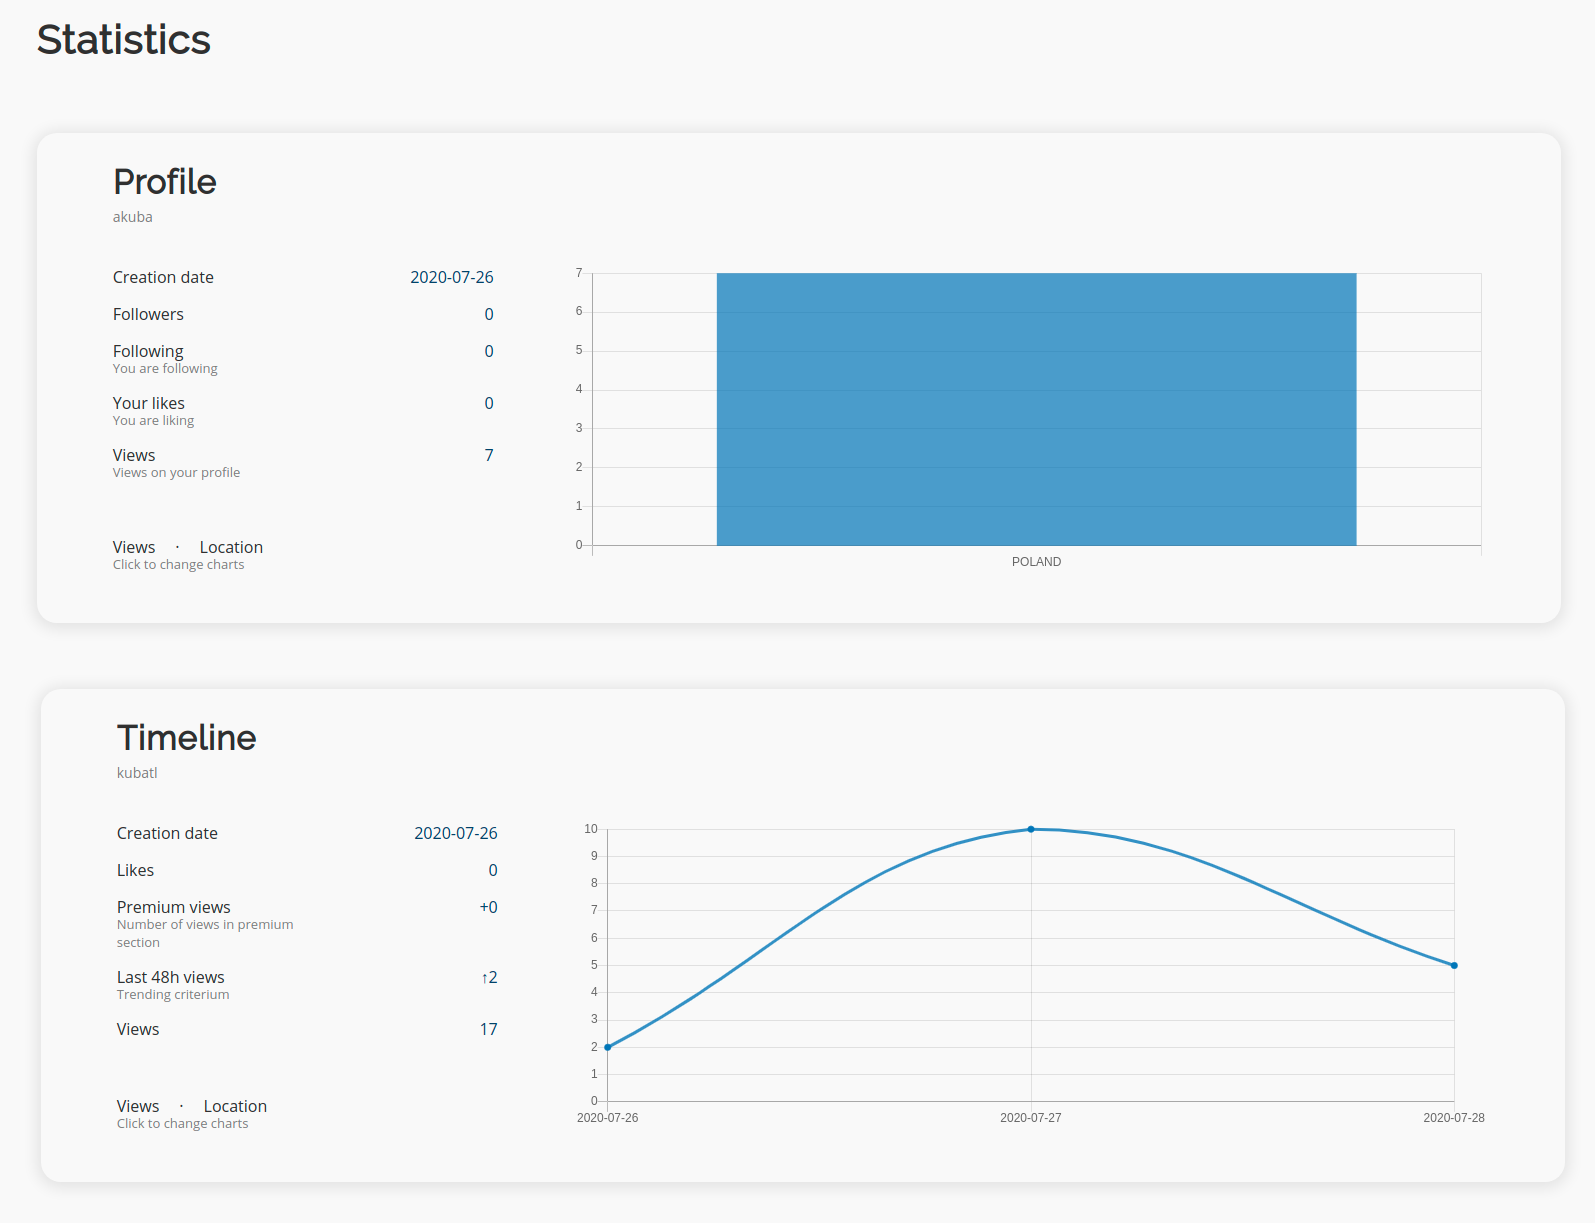 Statistics
Profile
akuba
Creation date 2020-07-26
Followers 0
Following 0
You are following
Your likes 0
You are liking
Views 7
Views on your profile
Views · Location
Click to change charts
7
6
5
4
3
2
1
0
POLAND
Timeline
kubatl
Creation date 2020-07-26
Likes 0
Premium views +0
Number of views in premium
section
Last 48h views ↑2
Trending criterium
Views 17
Views · Location
Click to change charts
10
9
8
7
6
5
4
3
2
1
0
2020-07-26 2020-07-27 2020-07-28